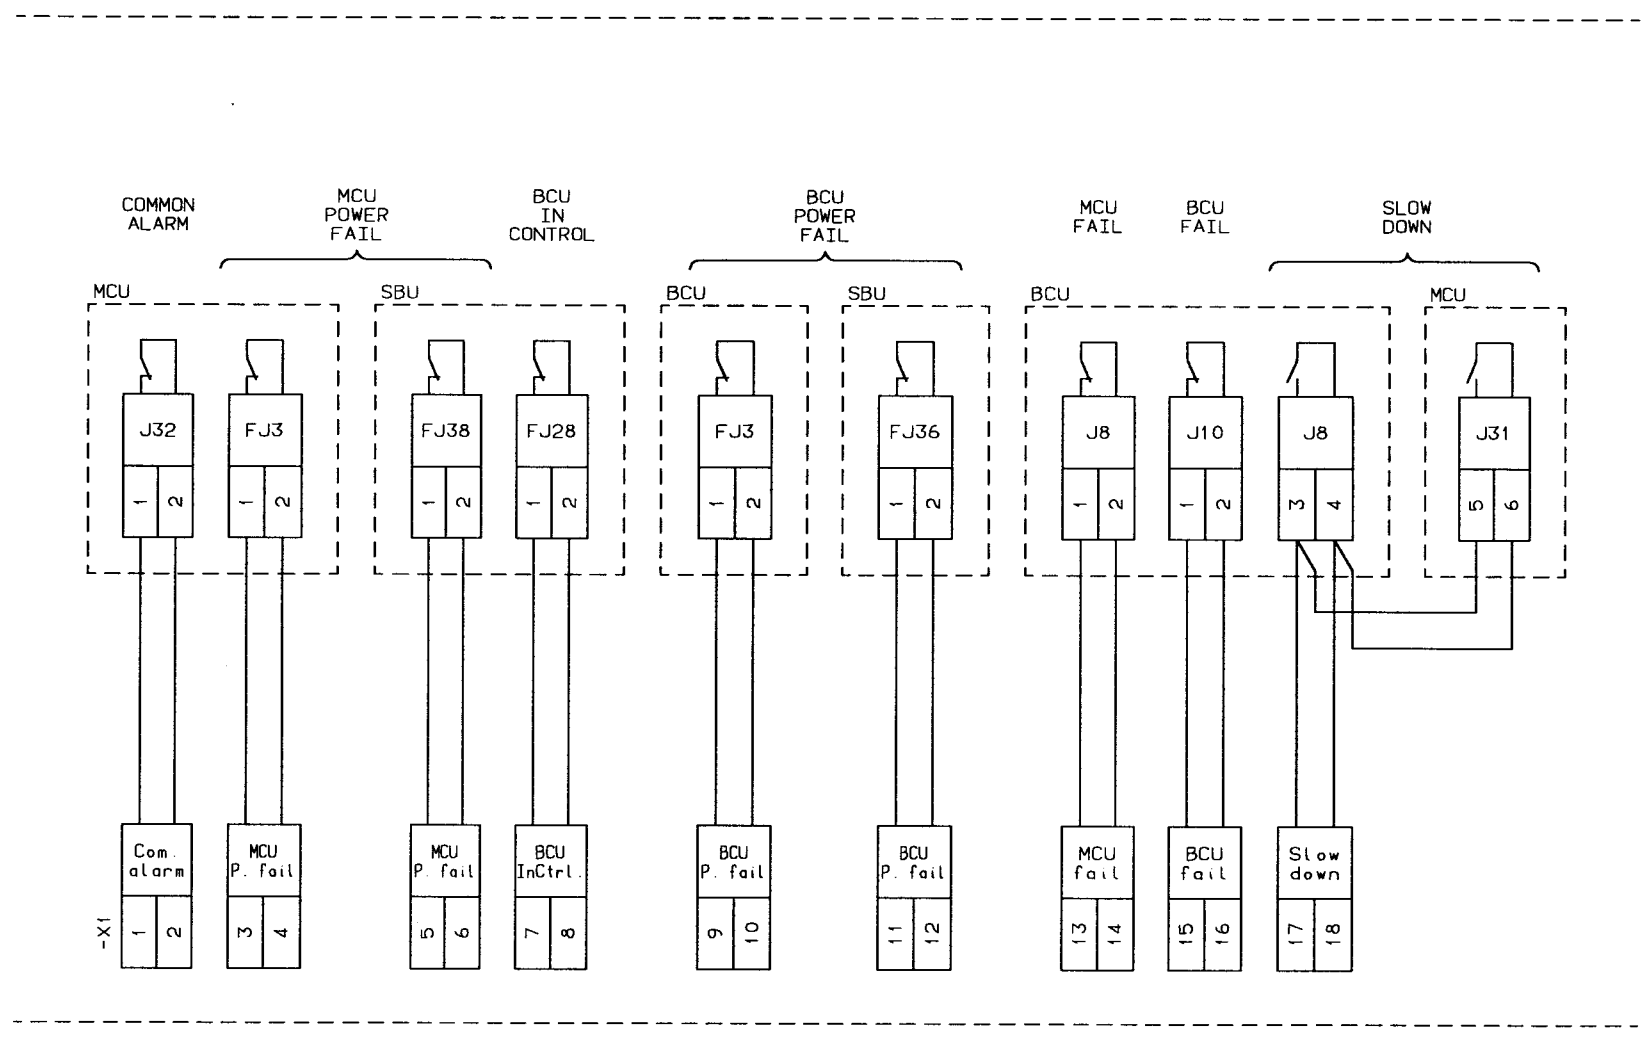 COMMON
ALARM
MCU
POWER
FAIL
BCU
IN
CONTROL
BCU
POWER
FAIL
MCU
FAIL
BCU
FAIL
SLOW
DOWN
MCU
SBU
BCU
SBU
BCU
MCU
J32
FJ3
FJ38
FJ28
FJ3
FJ36
J8
J10
J8
J31
1 2
1 2
1 2
1 2
1 2
1 2
1 2
1 2
3 4
5 6
Com.
alarm
MCU
P. fail
MCU
P. fail
BCU
InCtrl.
BCU
P. fail
BCU
P. fail
MCU
fail
BCU
fail
Slow
down
-X1
1 2
3 4
5 6
7 8
9 10
11 12
13 14
15 16
17 18